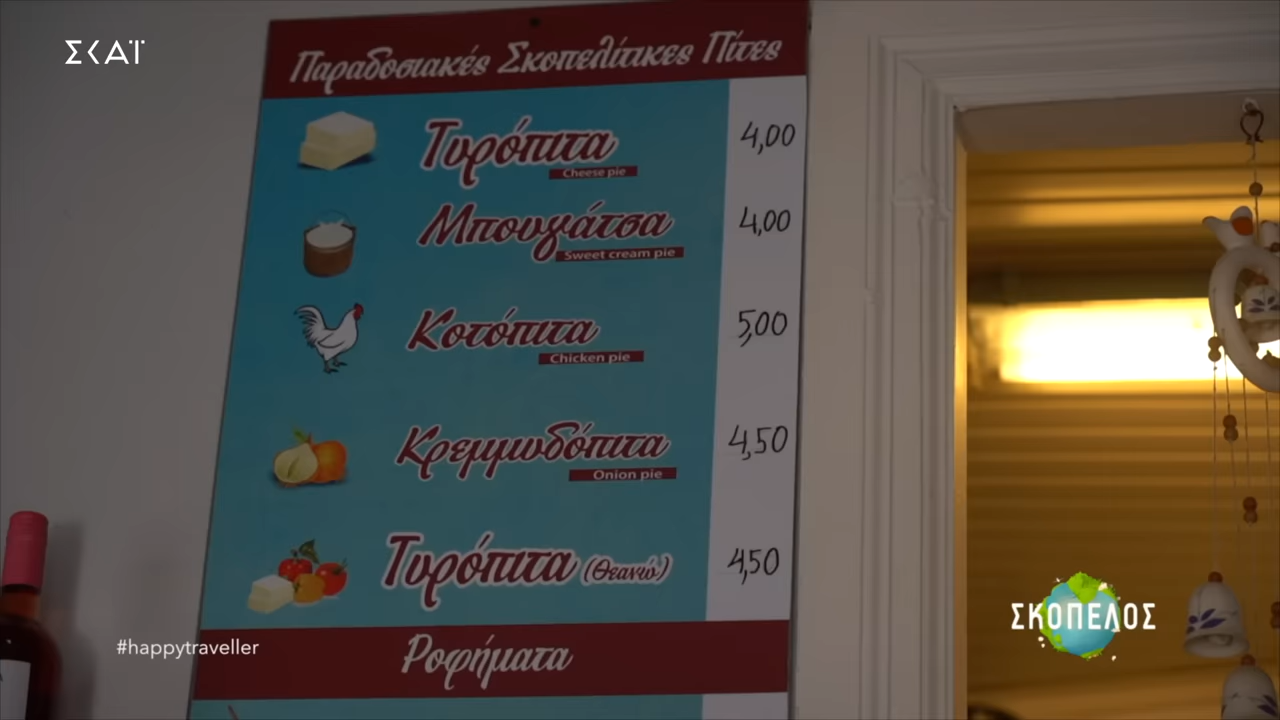 ΣΚΑΪ
Παραδοσιακές Σκοπελίτικες Πίτες
Τυρόπιτα 4,00
Cheese pie
Μπουγάτσα 4,00
Sweet cream pie
Κοτόπιτα 5,00
Chicken pie
Κρεμμυδόπιτα 4,50
Onion pie
Τυρόπιτα (Θεανώ) 4,50
Ροφήματα
#happytraveller
ΣΚΟΠΕΛΟΣ